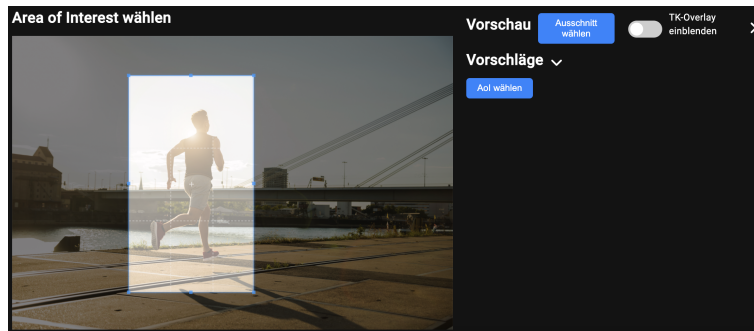 Area of Interest wählen
Vorschau
Ausschnitt
wählen
TK-Overlay
einblenden
Vorschläge
AoI wählen